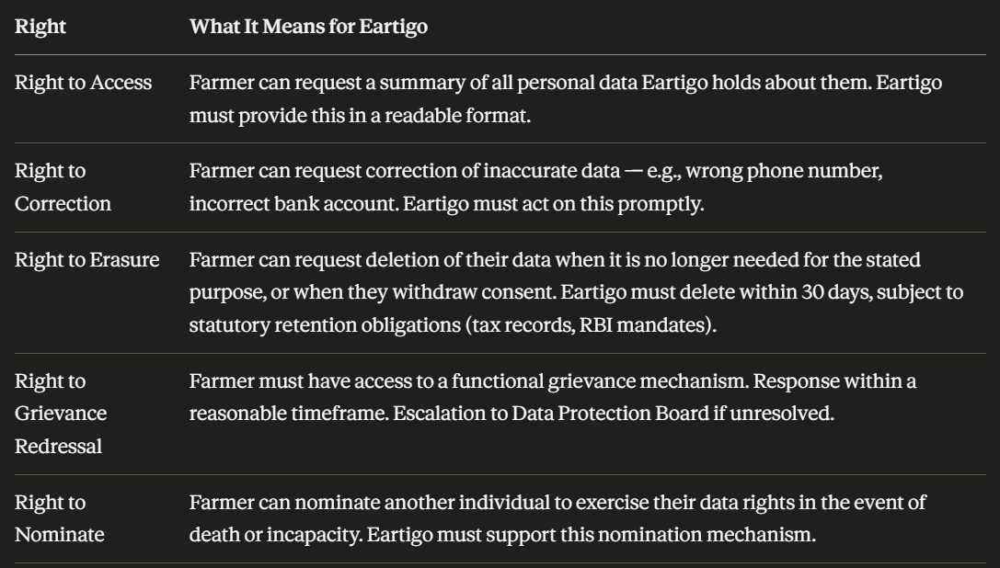 Right What It Means for Eartigo
Right to Access Farmer can request a summary of all personal data Eartigo holds about them. Eartigo
must provide this in a readable format.
Right to Farmer can request correction of inaccurate data — e.g., wrong phone number,
Correction incorrect bank account. Eartigo must act on this promptly.
Right to Erasure Farmer can request deletion of their data when it is no longer needed for the stated
purpose, or when they withdraw consent. Eartigo must delete within 30 days, subject to
statutory retention obligations (tax records, RBI mandates).
Right to Farmer must have access to a functional grievance mechanism. Response within a
Grievance reasonable timeframe. Escalation to Data Protection Board if unresolved.
Redressal
Right to Farmer can nominate another individual to exercise their data rights in the event of
Nominate death or incapacity. Eartigo must support this nomination mechanism.